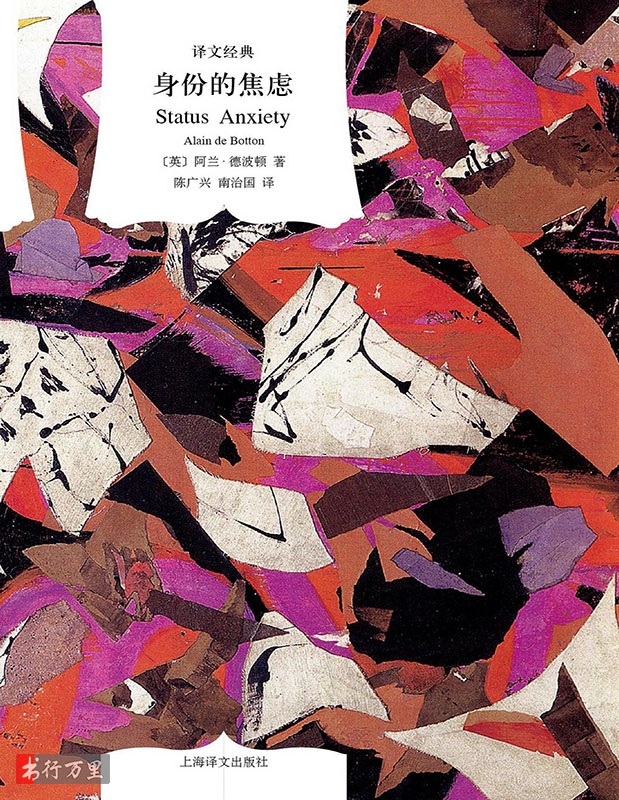 译文经典
身份的焦虑
Status Anxiety
Alain de Botton
〔英〕阿兰·德波顿 著
陈广兴 南治国 译
上海译文出版社
书行万里